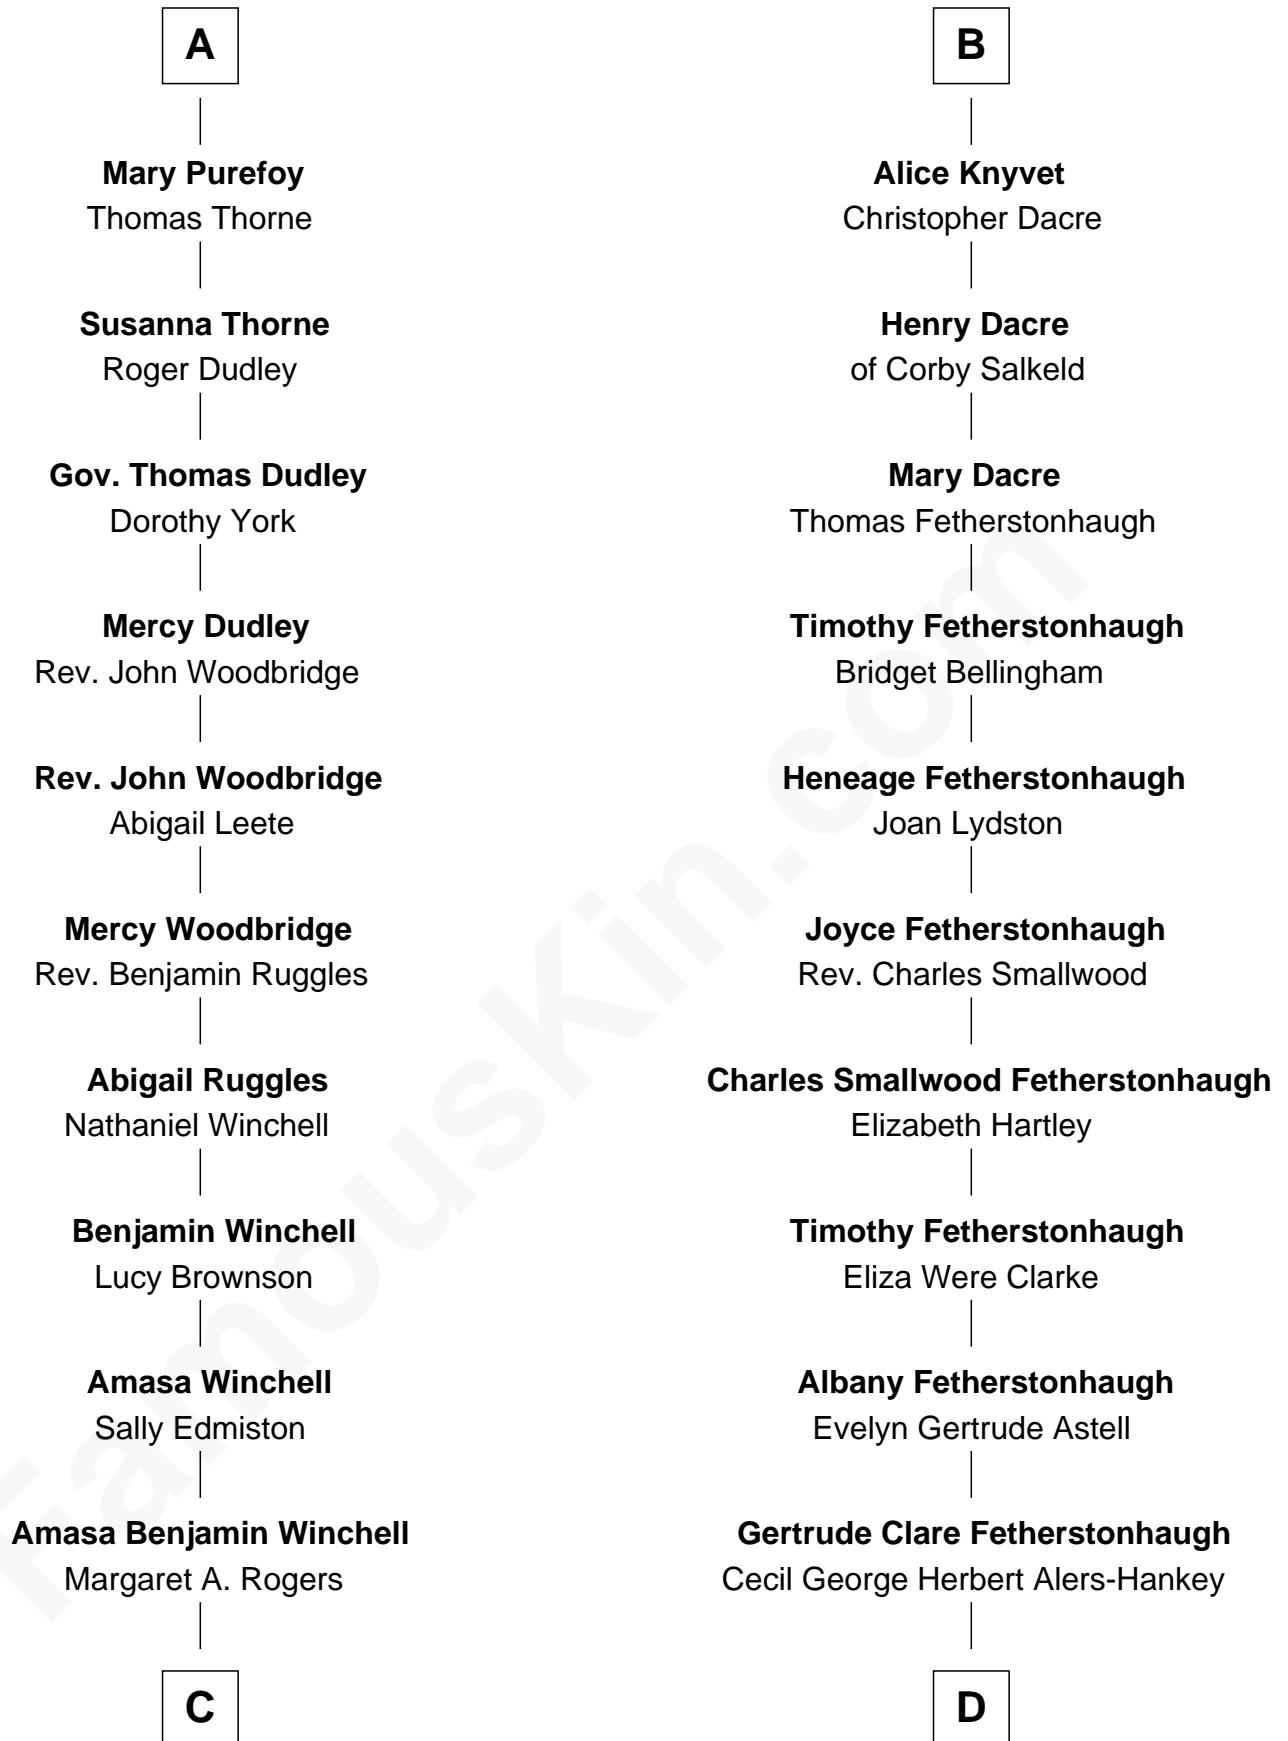 A
Mary Purefoy
Thomas Thorne
Susanna Thorne
Roger Dudley
Gov. Thomas Dudley
Dorothy York
Mercy Dudley
Rev. John Woodbridge
Rev. John Woodbridge
Abigail Leete
Mercy Woodbridge
Rev. Benjamin Ruggles
Abigail Ruggles
Nathaniel Winchell
Benjamin Winchell
Lucy Brownson
Amasa Winchell
Sally Edmiston
Amasa Benjamin Winchell
Margaret A. Rogers
C
B
Alice Knyvet
Christopher Dacre
Henry Dacre
of Corby Salkeld
Mary Dacre
Thomas Fetherstonhaugh
Timothy Fetherstonhaugh
Bridget Bellingham
Heneage Fetherstonhaugh
Joan Lydston
Joyce Fetherstonhaugh
Rev. Charles Smallwood
Charles Smallwood Fetherstonhaugh
Elizabeth Hartley
Timothy Fetherstonhaugh
Eliza Were Clarke
Albany Fetherstonhaugh
Evelyn Gertrude Astell
Gertrude Clare Fetherstonhaugh
Cecil George Herbert Alers-Hankey
D
FamousKin.com